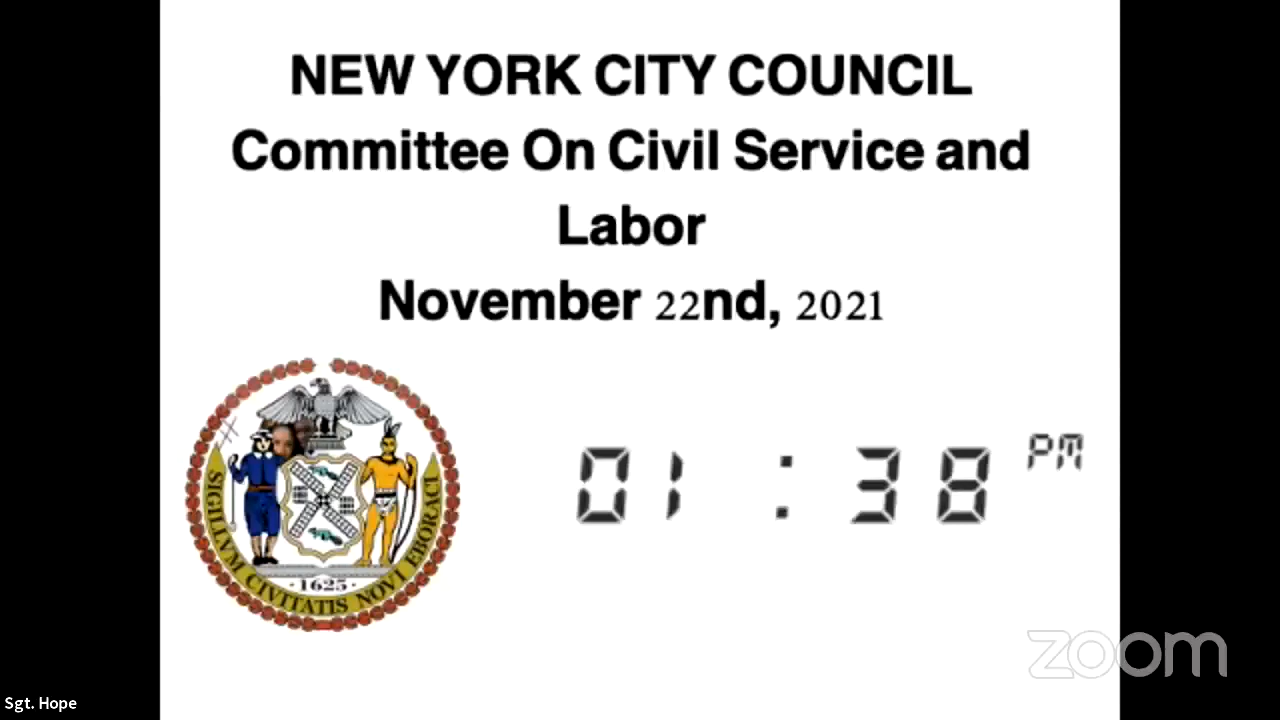 NEW YORK CITY COUNCIL
Committee On Civil Service and
Labor
November 22nd, 2021
01 : 38 PM
SIGILLVM CIVITATIS NOVI EBORACI
· 1625 ·
zoom
Sgt. Hope